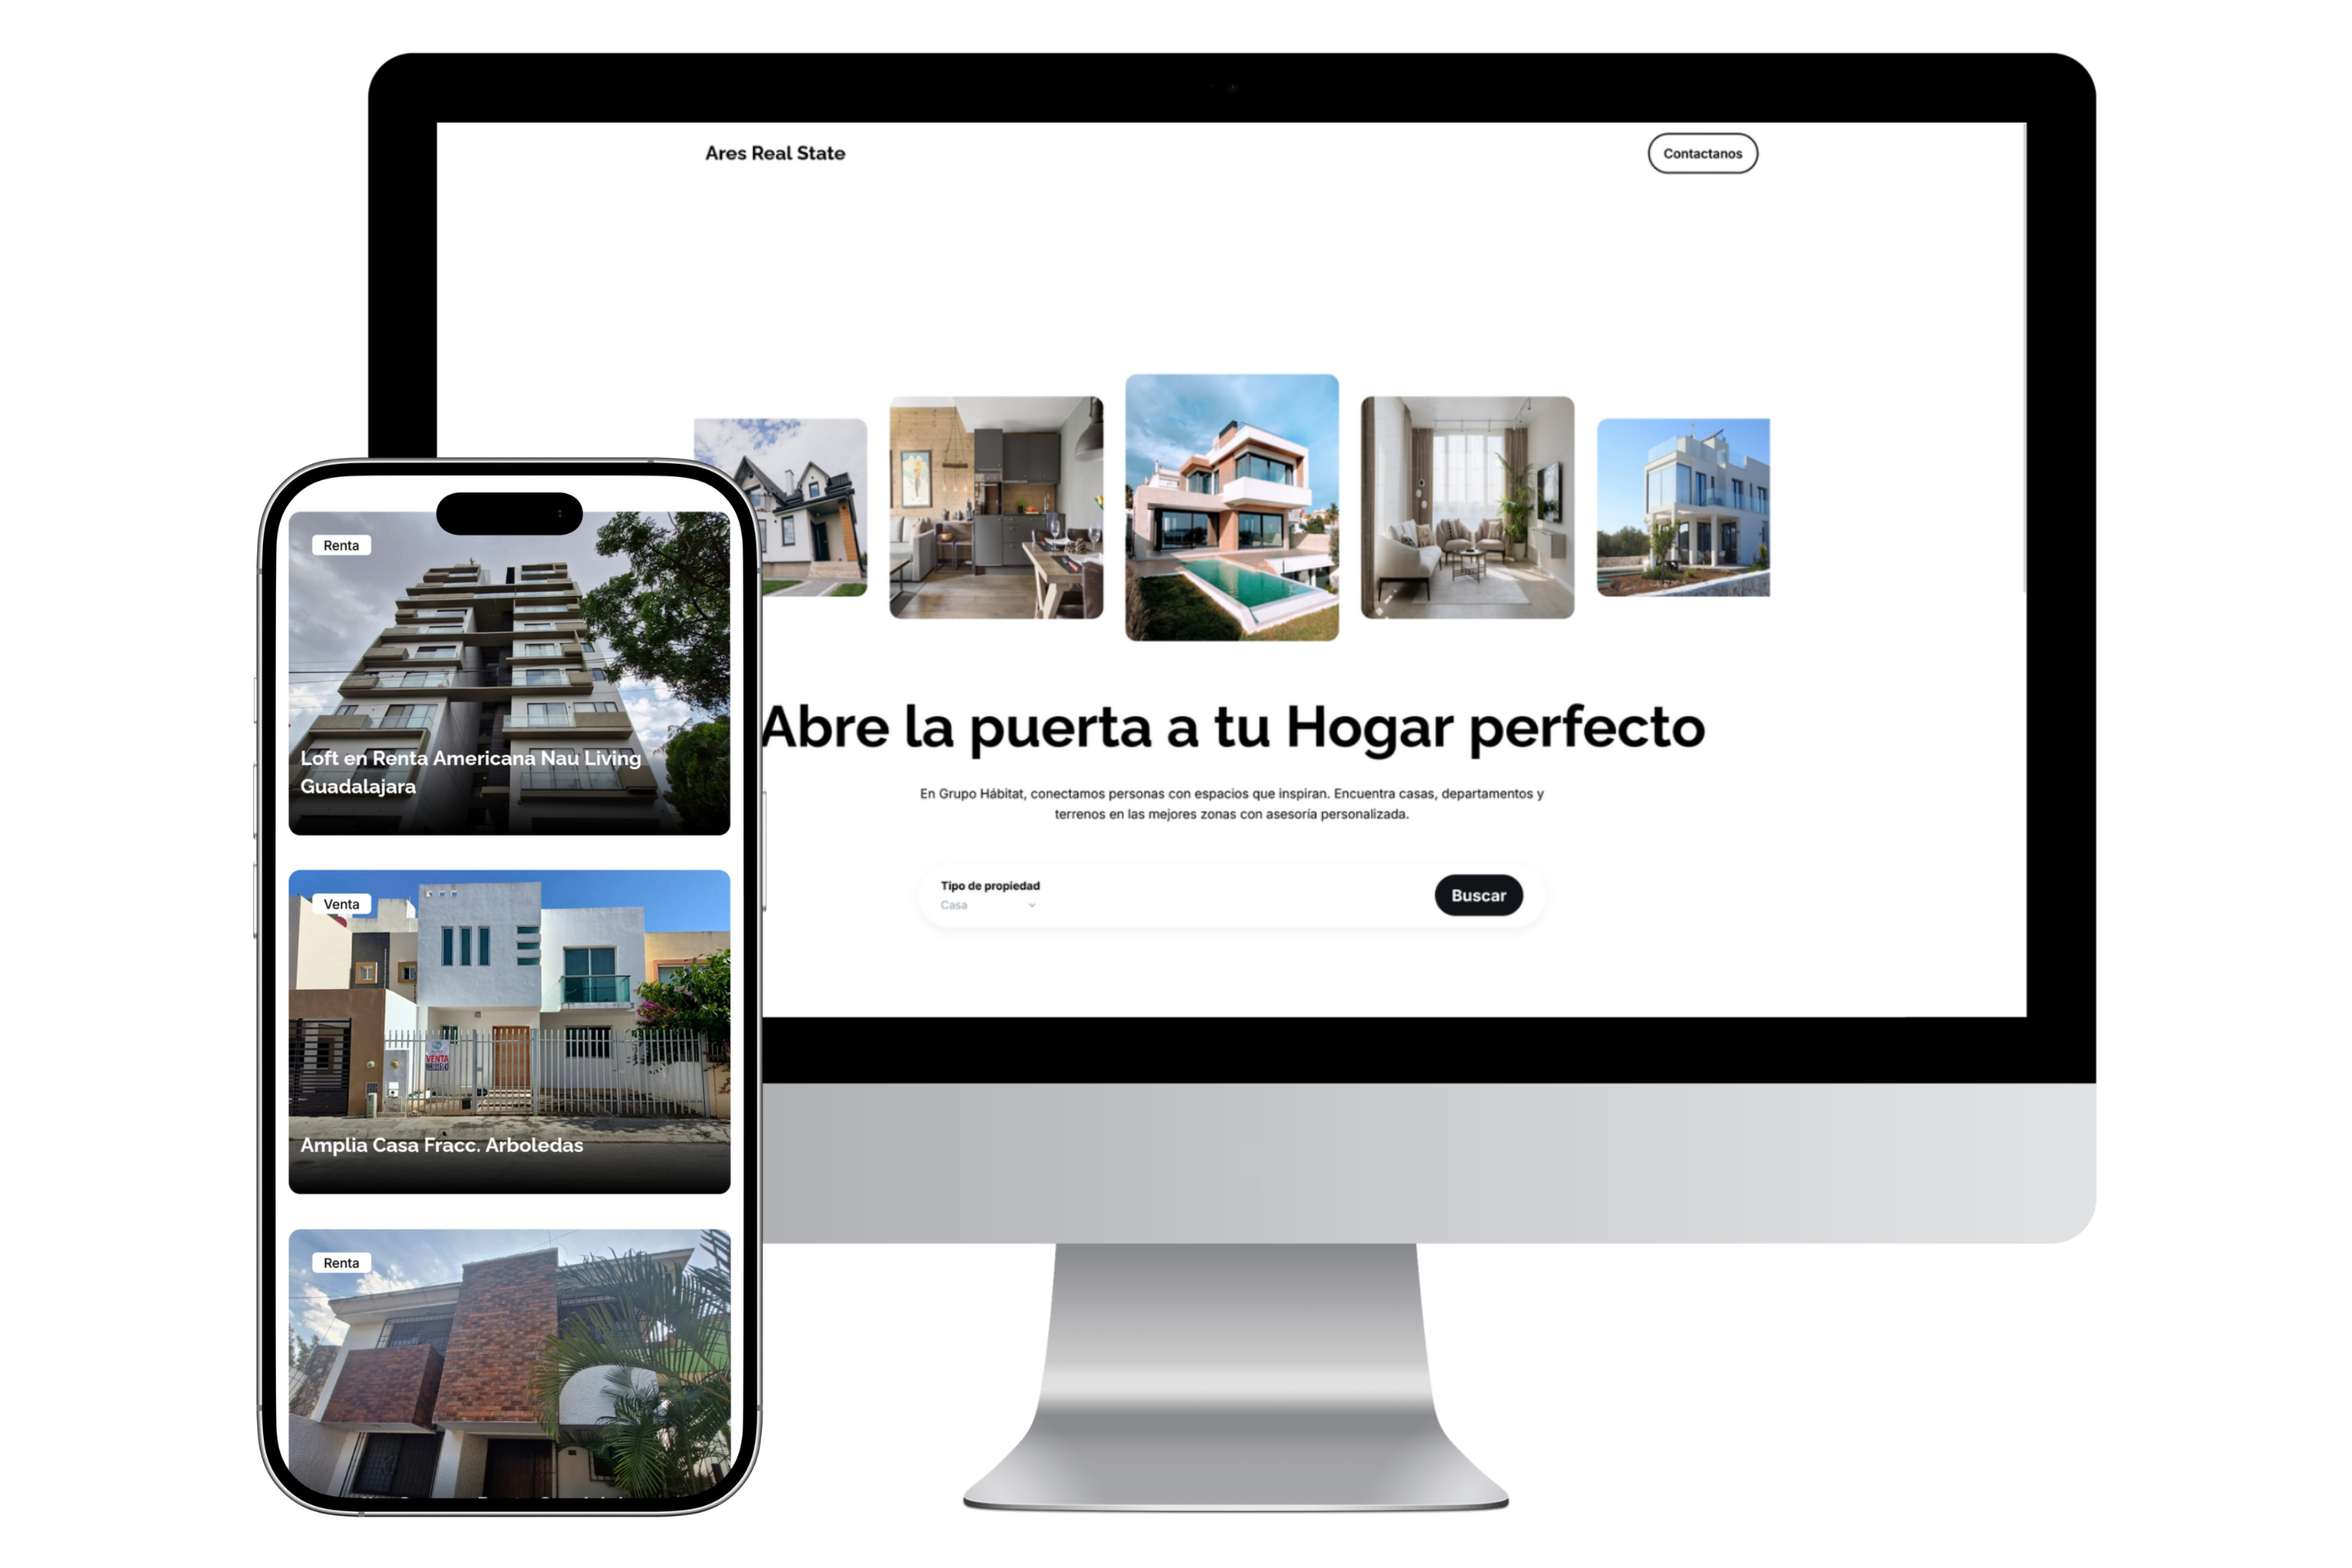 Ares Real State
Contactanos
Abre la puerta a tu Hogar perfecto
En Grupo Hábitat, conectamos personas con espacios que inspiran. Encuentra casas, departamentos y
terrenos en las mejores zonas con asesoría personalizada.
Tipo de propiedad
Casa
Buscar
Renta
Loft en Renta Americana Nau Living
Guadalajara
Venta
VENTA
Amplia Casa Fracc. Arboledas
Renta